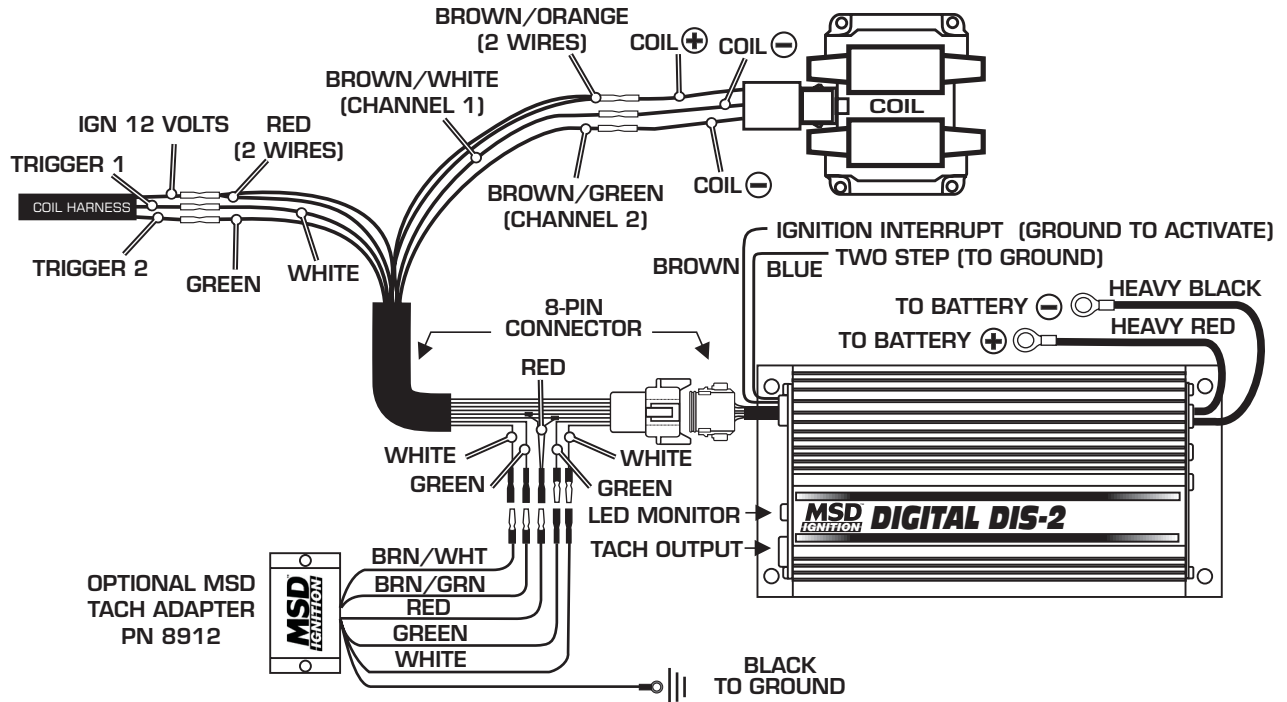 BROWN/ORANGE
(2 WIRES)
COIL +
COIL -
BROWN/WHITE
(CHANNEL 1)
COIL
IGN 12 VOLTS
RED
(2 WIRES)
TRIGGER 1
COIL HARNESS
TRIGGER 2
GREEN
WHITE
BROWN/GREEN
(CHANNEL 2)
COIL -
IGNITION INTERRUPT (GROUND TO ACTIVATE)
BROWN
BLUE
TWO STEP (TO GROUND)
TO BATTERY -
HEAVY BLACK
TO BATTERY +
HEAVY RED
8-PIN
CONNECTOR
RED
WHITE
GREEN
WHITE
GREEN
LED MONITOR
TACH OUTPUT
MSD
IGNITION
DIGITAL DIS-2
OPTIONAL MSD
TACH ADAPTER
PN 8912
MSD
IGNITION
BRN/WHT
BRN/GRN
RED
GREEN
WHITE
BLACK
TO GROUND